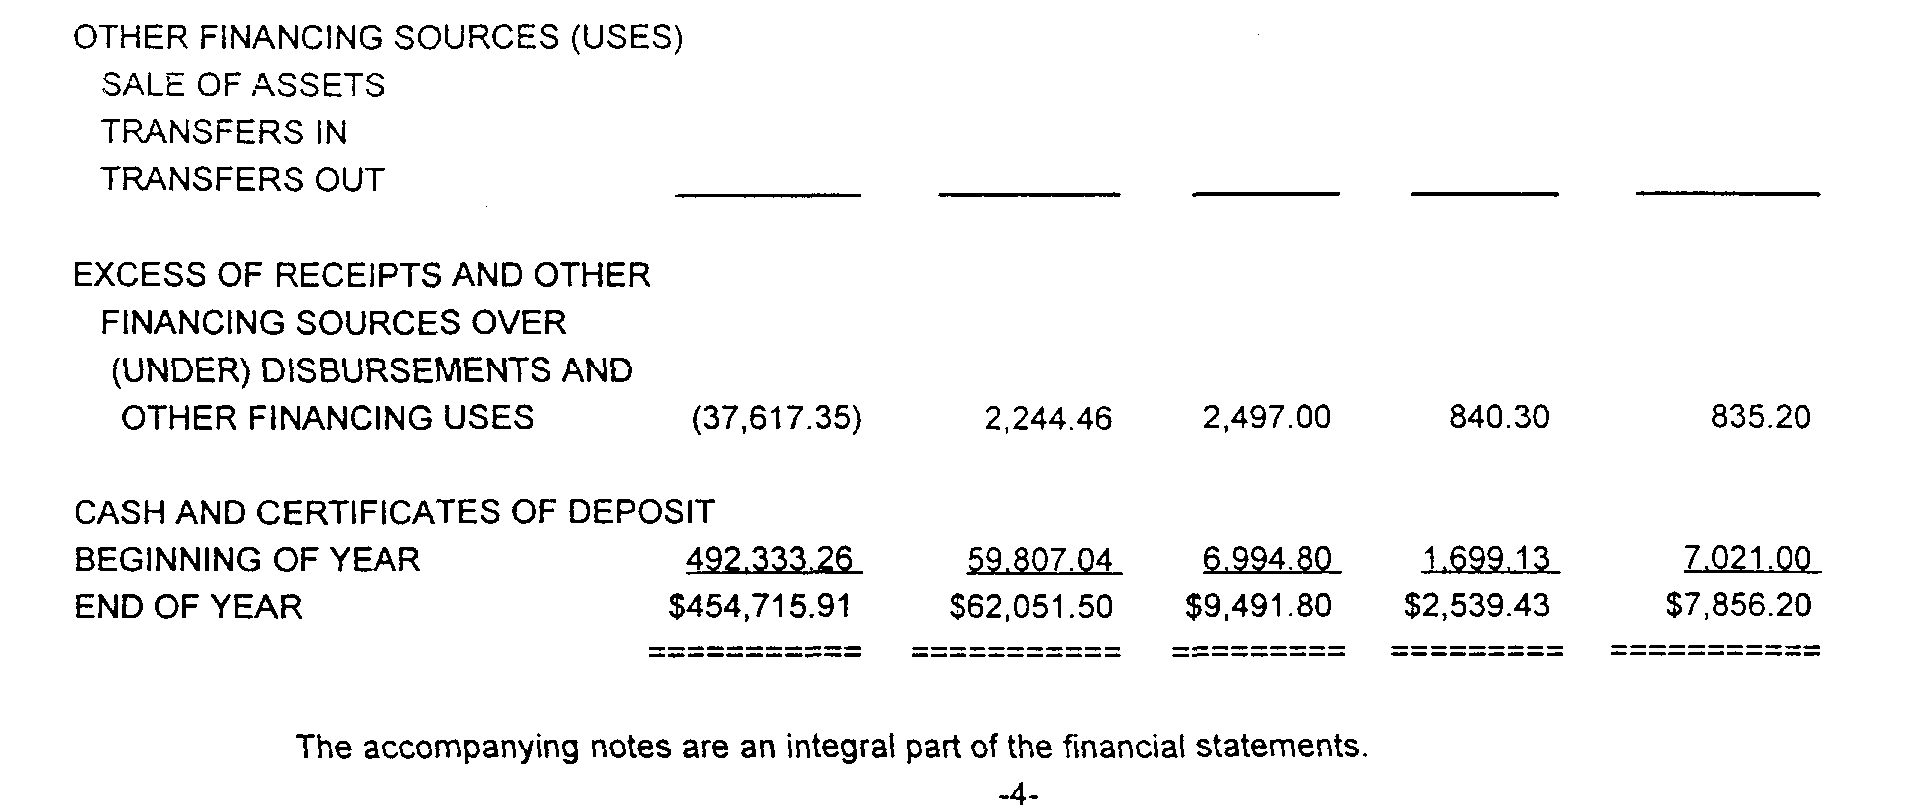 OTHER FINANCING SOURCES (USES)
SALE OF ASSETS
TRANSFERS IN
TRANSFERS OUT
EXCESS OF RECEIPTS AND OTHER
FINANCING SOURCES OVER
(UNDER) DISBURSEMENTS AND
OTHER FINANCING USES (37,617.35) 2,244.46 2,497.00 840.30 835.20
CASH AND CERTIFICATES OF DEPOSIT
BEGINNING OF YEAR 492,333.26 59,807.04 6,994.80 1,699.13 7,021.00
END OF YEAR $454,715.91 $62,051.50 $9,491.80 $2,539.43 $7,856.20
=========== =========== ========= ========= ===========
The accompanying notes are an integral part of the financial statements.
-4-